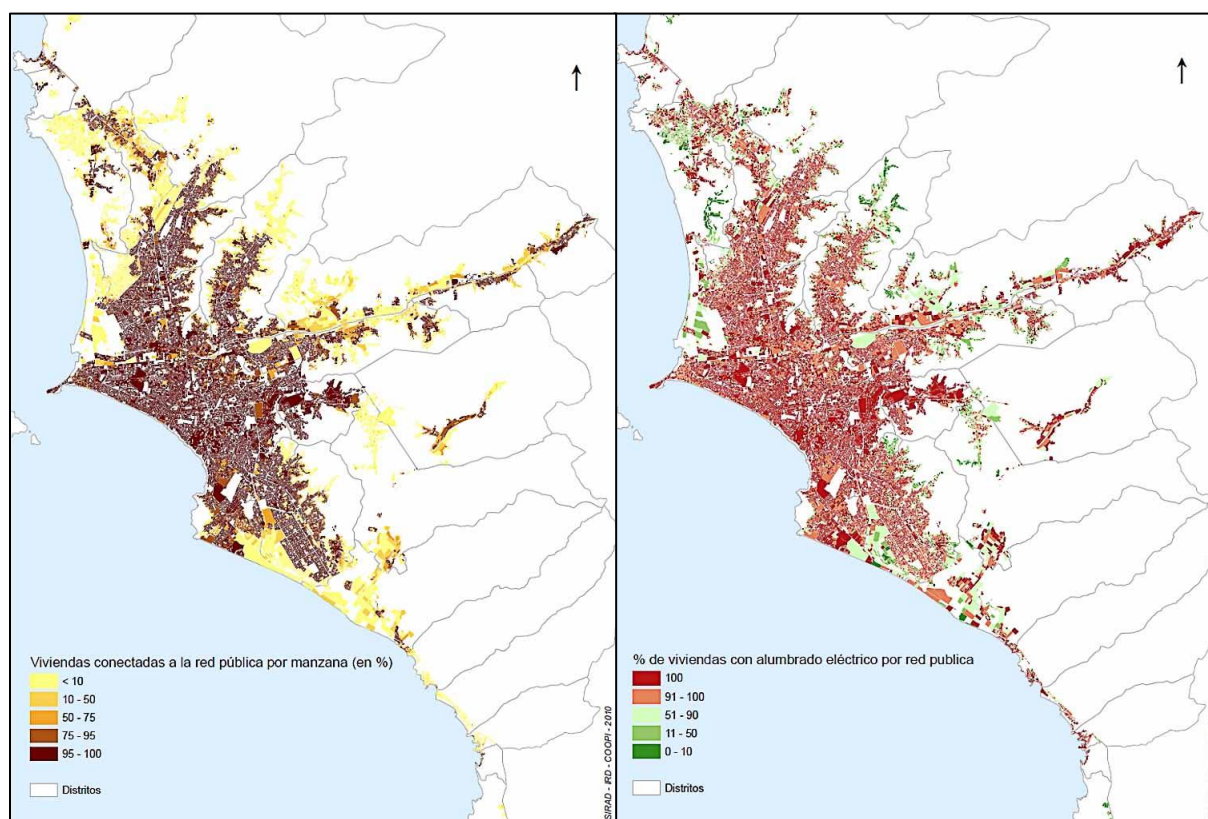 Viviendas conectadas a la red pública por manzana (en %)
< 10
10 - 50
50 - 75
75 - 95
95 - 100
Distritos
SIRAD - IRD - COOPI - 2010
% de viviendas con alumbrado eléctrico por red publica
100
91 - 100
51 - 90
11 - 50
0 - 10
Distritos